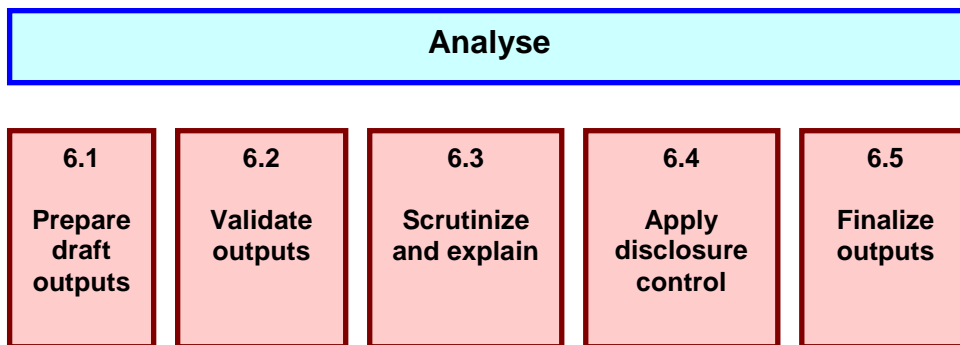 Analyse
6.1
Prepare
draft
outputs
6.2
Validate
outputs
6.3
Scrutinize
and explain
6.4
Apply
disclosure
control
6.5
Finalize
outputs